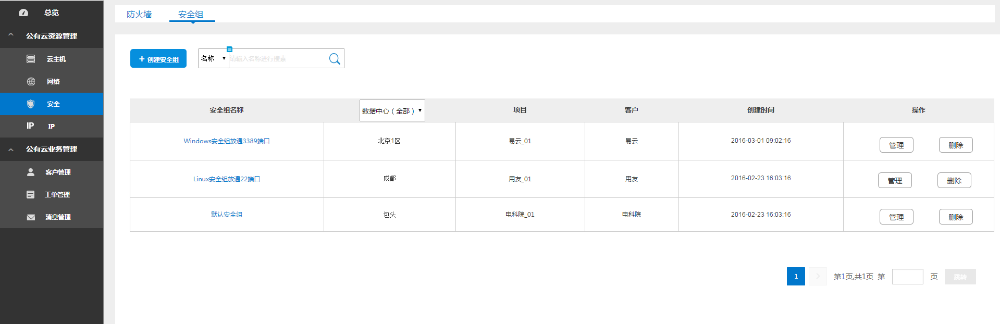 总览
公有云资源管理
云主机
网络
安全
IP IP
公有云业务管理
客户管理
工单管理
消息管理
防火墙 安全组
+ 创建安全组 名称 请输入名称进行搜索
安全组名称 数据中心（全部） 项目 客户 创建时间 操作
Windows安全组放通3389端口 北京1区 易云_01 易云 2016-03-01 09:02:16 管理 删除
Linux安全组放通22端口 成都 用友_01 用友 2016-02-23 16:03:16 管理 删除
默认安全组 包头 电科院_01 电科院 2016-02-23 16:03:16 管理 删除
1 > 第1页,共1页 第 页 跳转